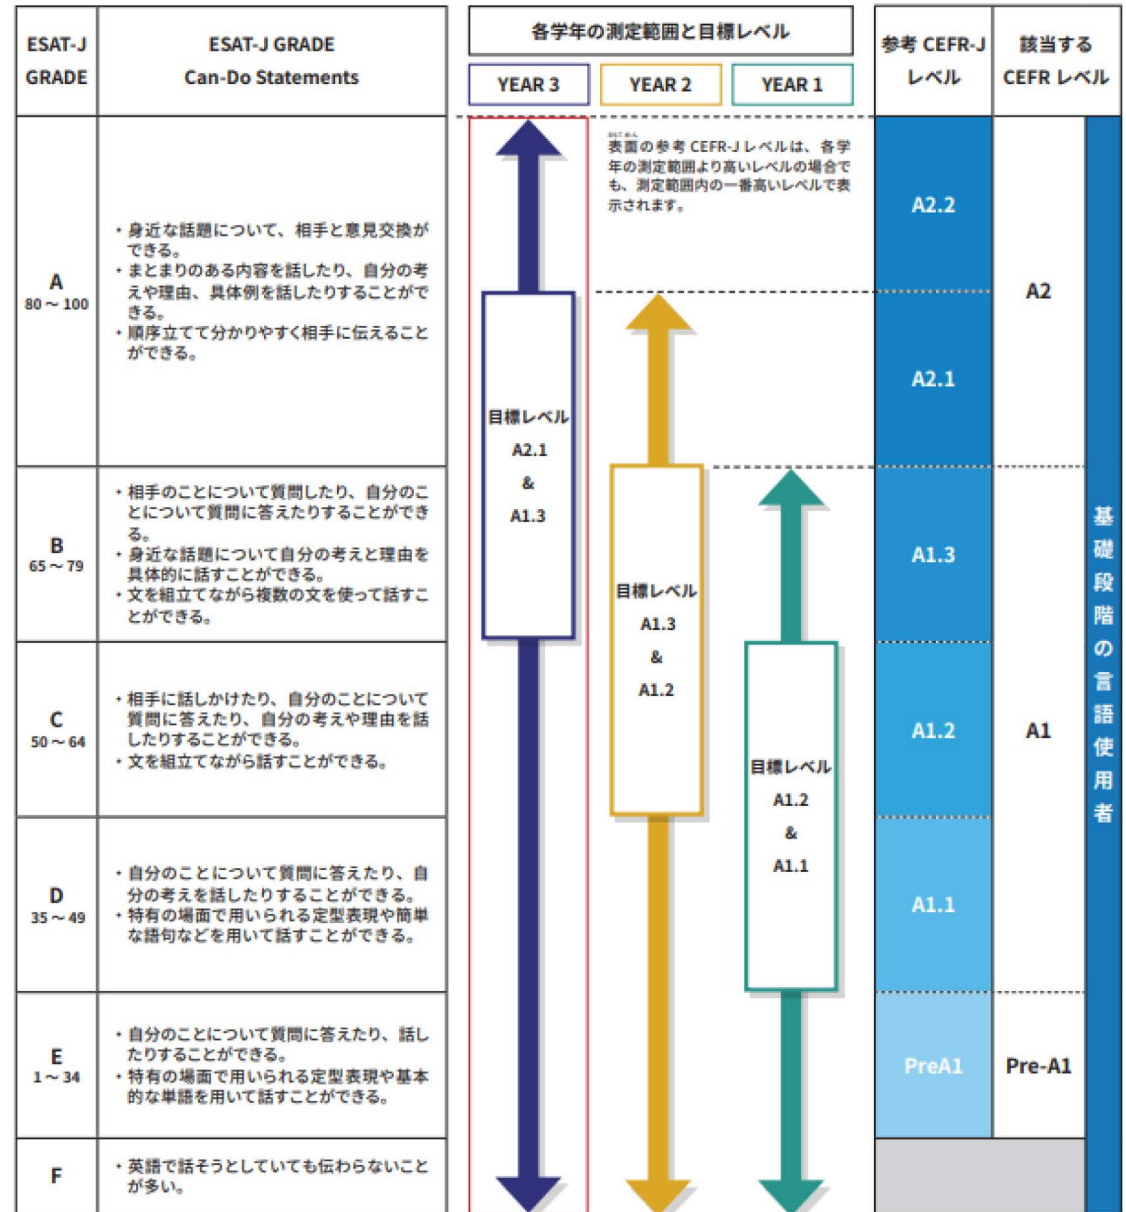 ESAT-J
GRADE
ESAT-J GRADE
Can-Do Statements
各学年の測定範囲と目標レベル
YEAR 3
YEAR 2
YEAR 1
参考 CEFR-J
レベル
該当する
CEFR レベル
A
80 ～ 100
・身近な話題について、相手と意見交換が
できる。
・まとまりのある内容を話したり、自分の考
えや理由、具体例を話したりすることがで
きる。
・順序立てて分かりやすく相手に伝えること
ができる。
B
65 ～ 79
・相手のことについて質問したり、自分のこ
とについて質問に答えたりすることができ
る。
・身近な話題について自分の考えと理由を
具体的に話すことができる。
・文を組立てながら複数の文を使って話すこ
とができる。
C
50 ～ 64
・相手に話しかけたり、自分のことについて
質問に答えたり、自分の考えや理由を話
したりすることができる。
・文を組立てながら話すことができる。
D
35 ～ 49
・自分のことについて質問に答えたり、自
分の考えを話したりすることができる。
・特有の場面で用いられる定型表現や簡単
な語句などを用いて話すことができる。
E
1 ～ 34
・自分のことについて質問に答えたり、話し
たりすることができる。
・特有の場面で用いられる定型表現や基本
的な単語を用いて話すことができる。
F
・英語で話そうとしていても伝わらないこと
が多い。
目標レベル
A2.1
&
A1.3
表面の参考 CEFR-J レベルは、各学
年の測定範囲より高いレベルの場合で
も、測定範囲内の一番高いレベルで表
示されます。
目標レベル
A1.3
&
A1.2
目標レベル
A1.2
&
A1.1
A2.2
A2.1
A1.3
A1.2
A1.1
PreA1
A2
A1
Pre-A1
基礎段階の言語使用者